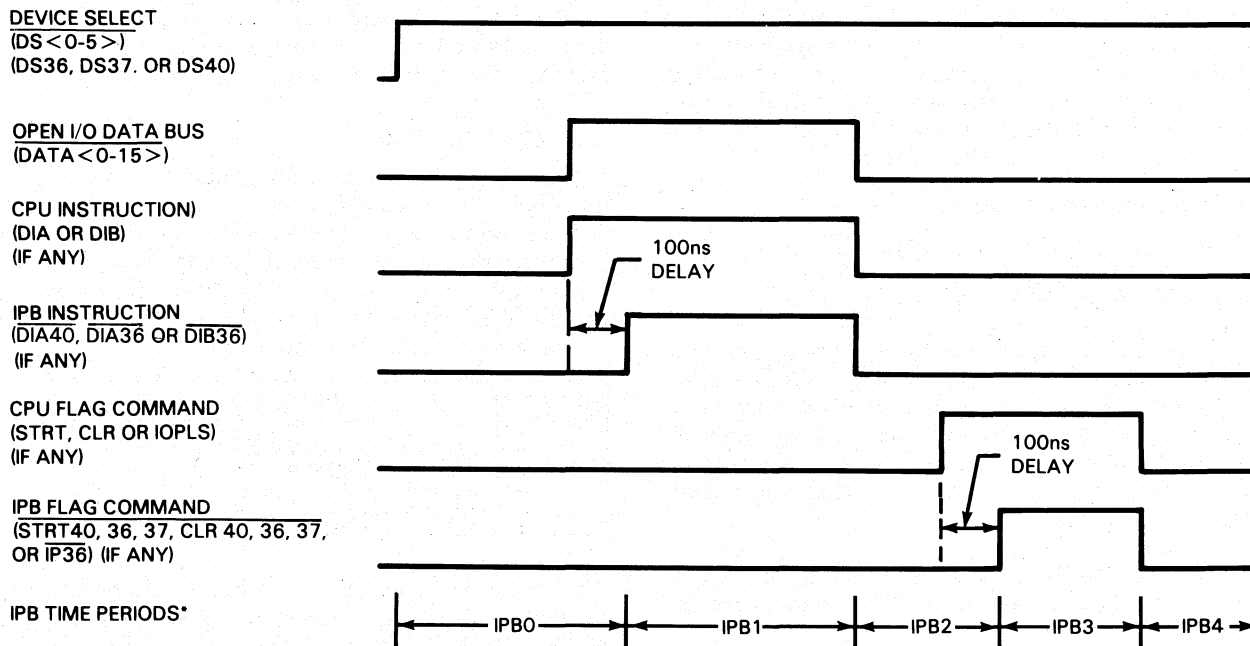 DEVICE SELECT
(DS<0-5>)
(DS36, DS37. OR DS40)
OPEN I/O DATA BUS
(DATA<0-15>)
CPU INSTRUCTION)
(DIA OR DIB)
(IF ANY)
100ns
DELAY
IPB INSTRUCTION
(DIA40, DIA36 OR DIB36)
(IF ANY)
CPU FLAG COMMAND
(STRT, CLR OR IOPLS)
(IF ANY)
100ns
DELAY
IPB FLAG COMMAND
(STRT40, 36, 37, CLR 40, 36, 37,
OR IP36) (IF ANY)
IPB TIME PERIODS*
IPB0 IPB1 IPB2 IPB3 IPB4